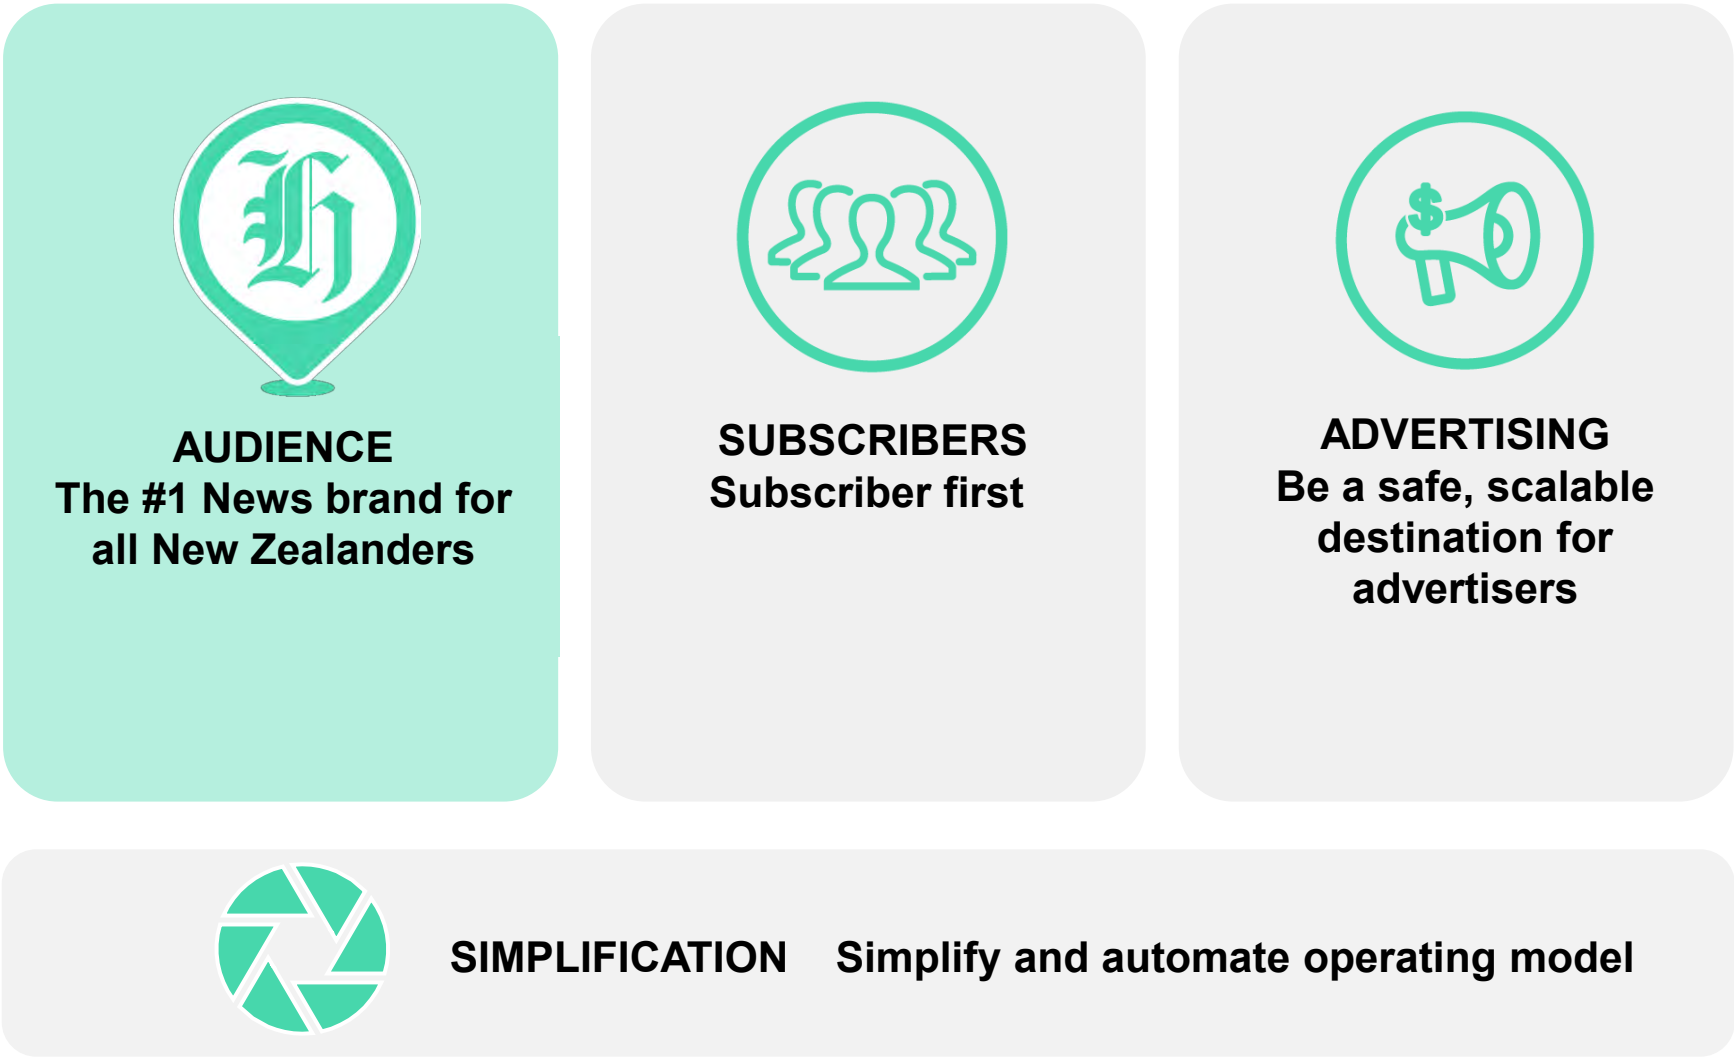 AUDIENCE
The #1 News brand for
all New Zealanders
SUBSCRIBERS
Subscriber first
ADVERTISING
Be a safe, scalable
destination for
advertisers
SIMPLIFICATION Simplify and automate operating model